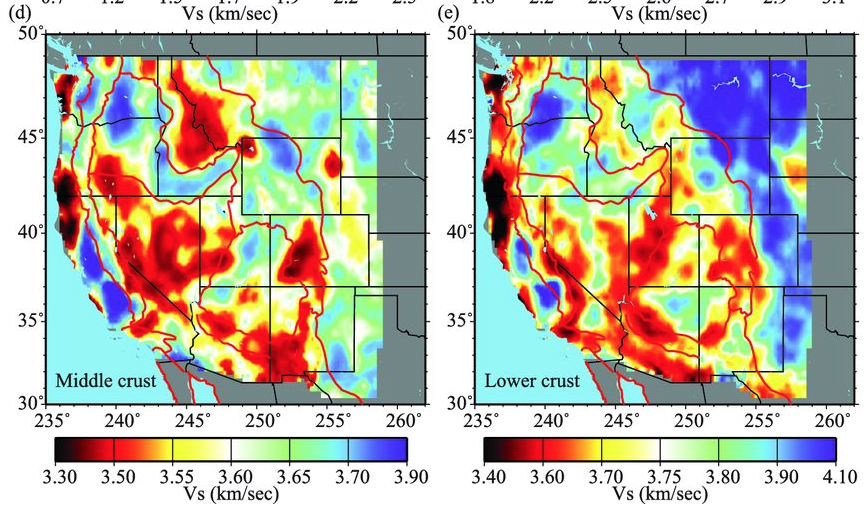 (d) Vs (km/sec)
50°
45°
40°
35°
30°
Middle crust
235° 240° 245° 250° 255° 260°
3.30 3.50 3.55 3.60 3.65 3.70 3.90
Vs (km/sec)
(e) Vs (km/sec)
50°
45°
40°
35°
30°
Lower crust
235° 240° 245° 250° 255° 260°
3.40 3.60 3.70 3.75 3.80 3.90 4.10
Vs (km/sec)